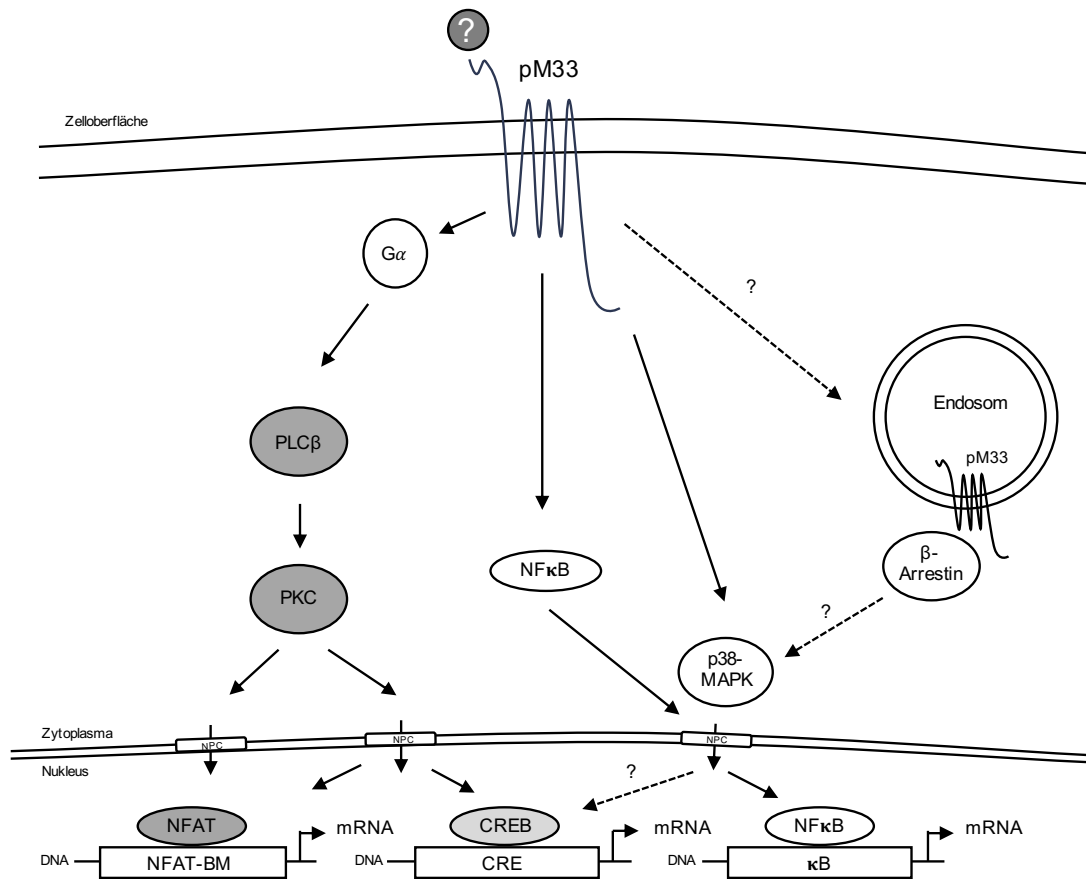 ?
pM33
Zelloberfläche
Gα
?
Endosom
PLCβ
pM33
β-
Arrestin
NFκB
PKC
?
p38-
MAPK
Zytoplasma
NPC
NPC
NPC
Nukleus
?
NFAT
mRNA
CREB
mRNA
NFκB
mRNA
DNA
NFAT-BM
DNA
CRE
DNA
κB